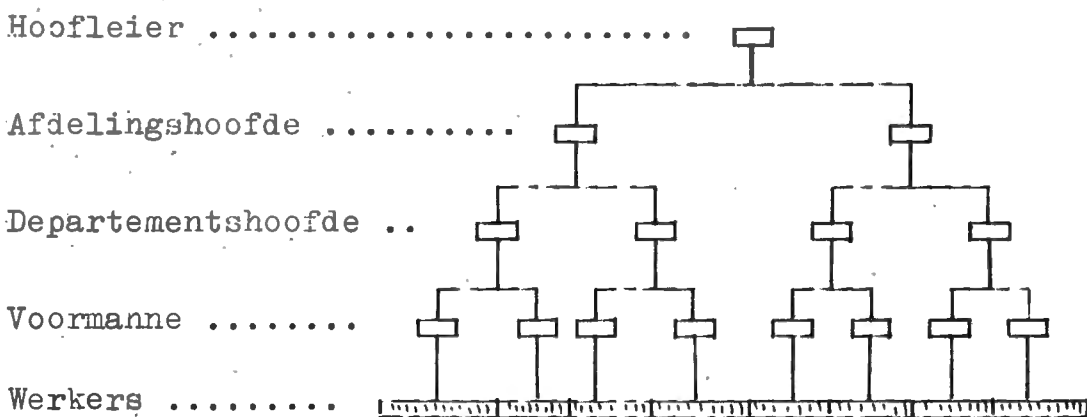 Hoofleier ..........................
Afdelingshoofde ..........
Departementshoofde ..
Voormanne ........
Werkers .........